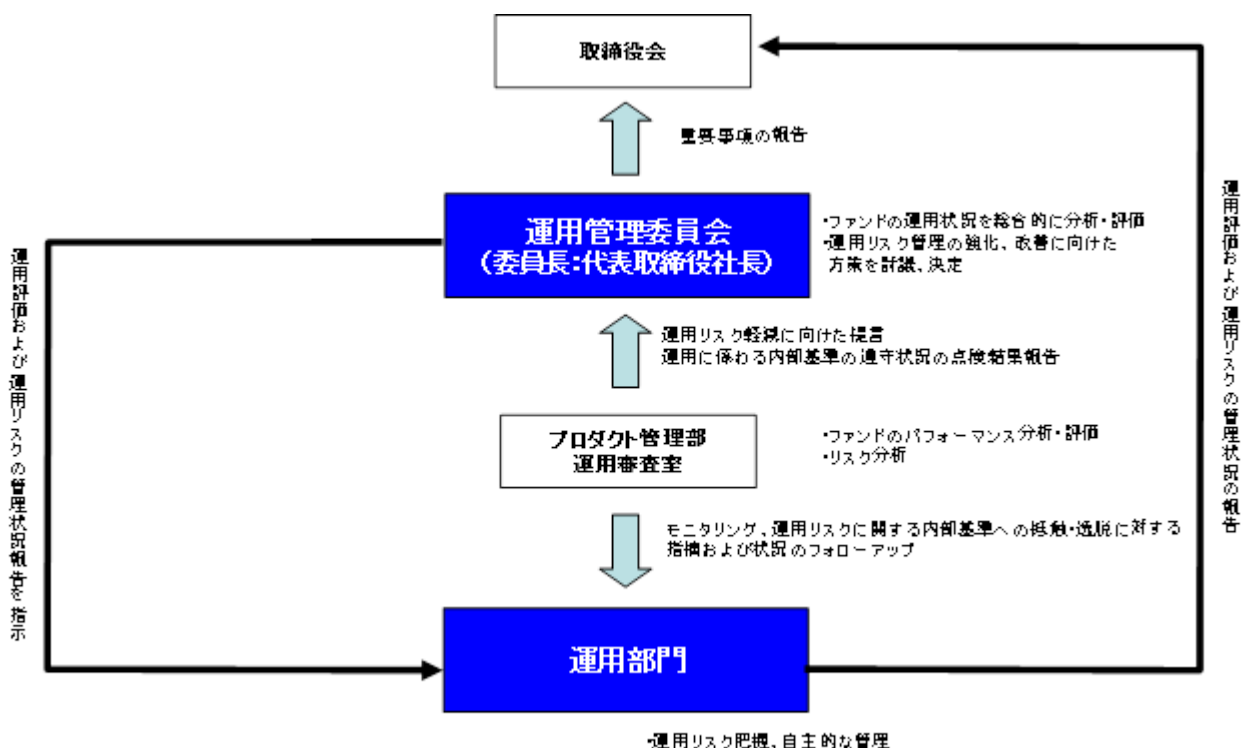 取締役会
重要事項の報告
運用管理委員会
(委員長:代表取締役社長)
・ファンドの運用状況を総合的に分析・評価
・運用リスク管理の強化、改善に向けた
方策を討議、決定
運用リスク軽減に向けた提言
運用に係わる内部基準の遵守状況の点検結果報告
プロダクト管理部
運用審査室
・ファンドのパフォーマンス分析・評価
・リスク分析
モニタリング、運用リスクに関する内部基準への抵触・逸脱に対する
指摘および状況のフォローアップ
運用部門
・運用リスク把握、自主的な管理
運用評価および運用リスクの管理状況報告を指示
運用評価および運用リスクの管理状況の報告